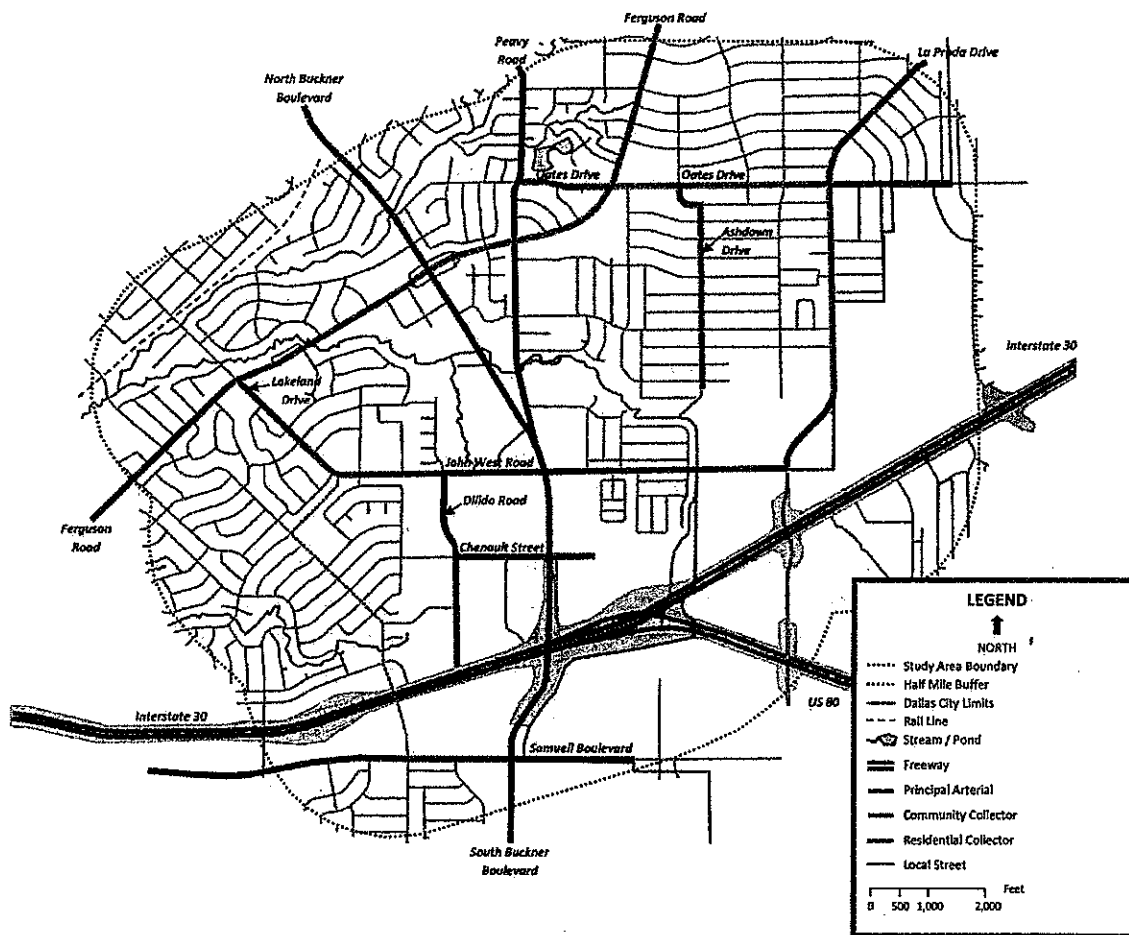 Ferguson Road
Peavy
Road
La Prada Drive
North Buckner
Boulevard
Oates Drive
Oates Drive
Ashdown
Drive
Interstate 30
Lakeland
Drive
John West Road
Dilido Road
Ferguson
Road
Chenault Street
Interstate 30
US 80
Samuell Boulevard
South Buckner
Boulevard
LEGEND
NORTH
Study Area Boundary
Half Mile Buffer
Dallas City Limits
Rail Line
Stream / Pond
Freeway
Principal Arterial
Community Collector
Residential Collector
Local Street
Feet
0 500 1,000 2,000